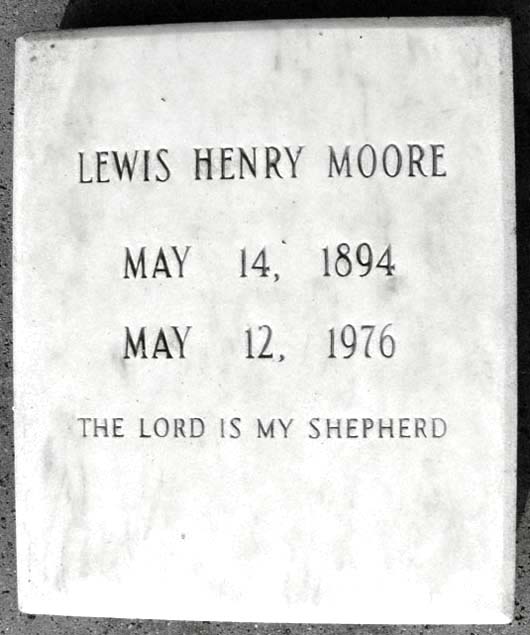 LEWIS HENRY MOORE
MAY 14, 1894
MAY 12, 1976
THE LORD IS MY SHEPHERD